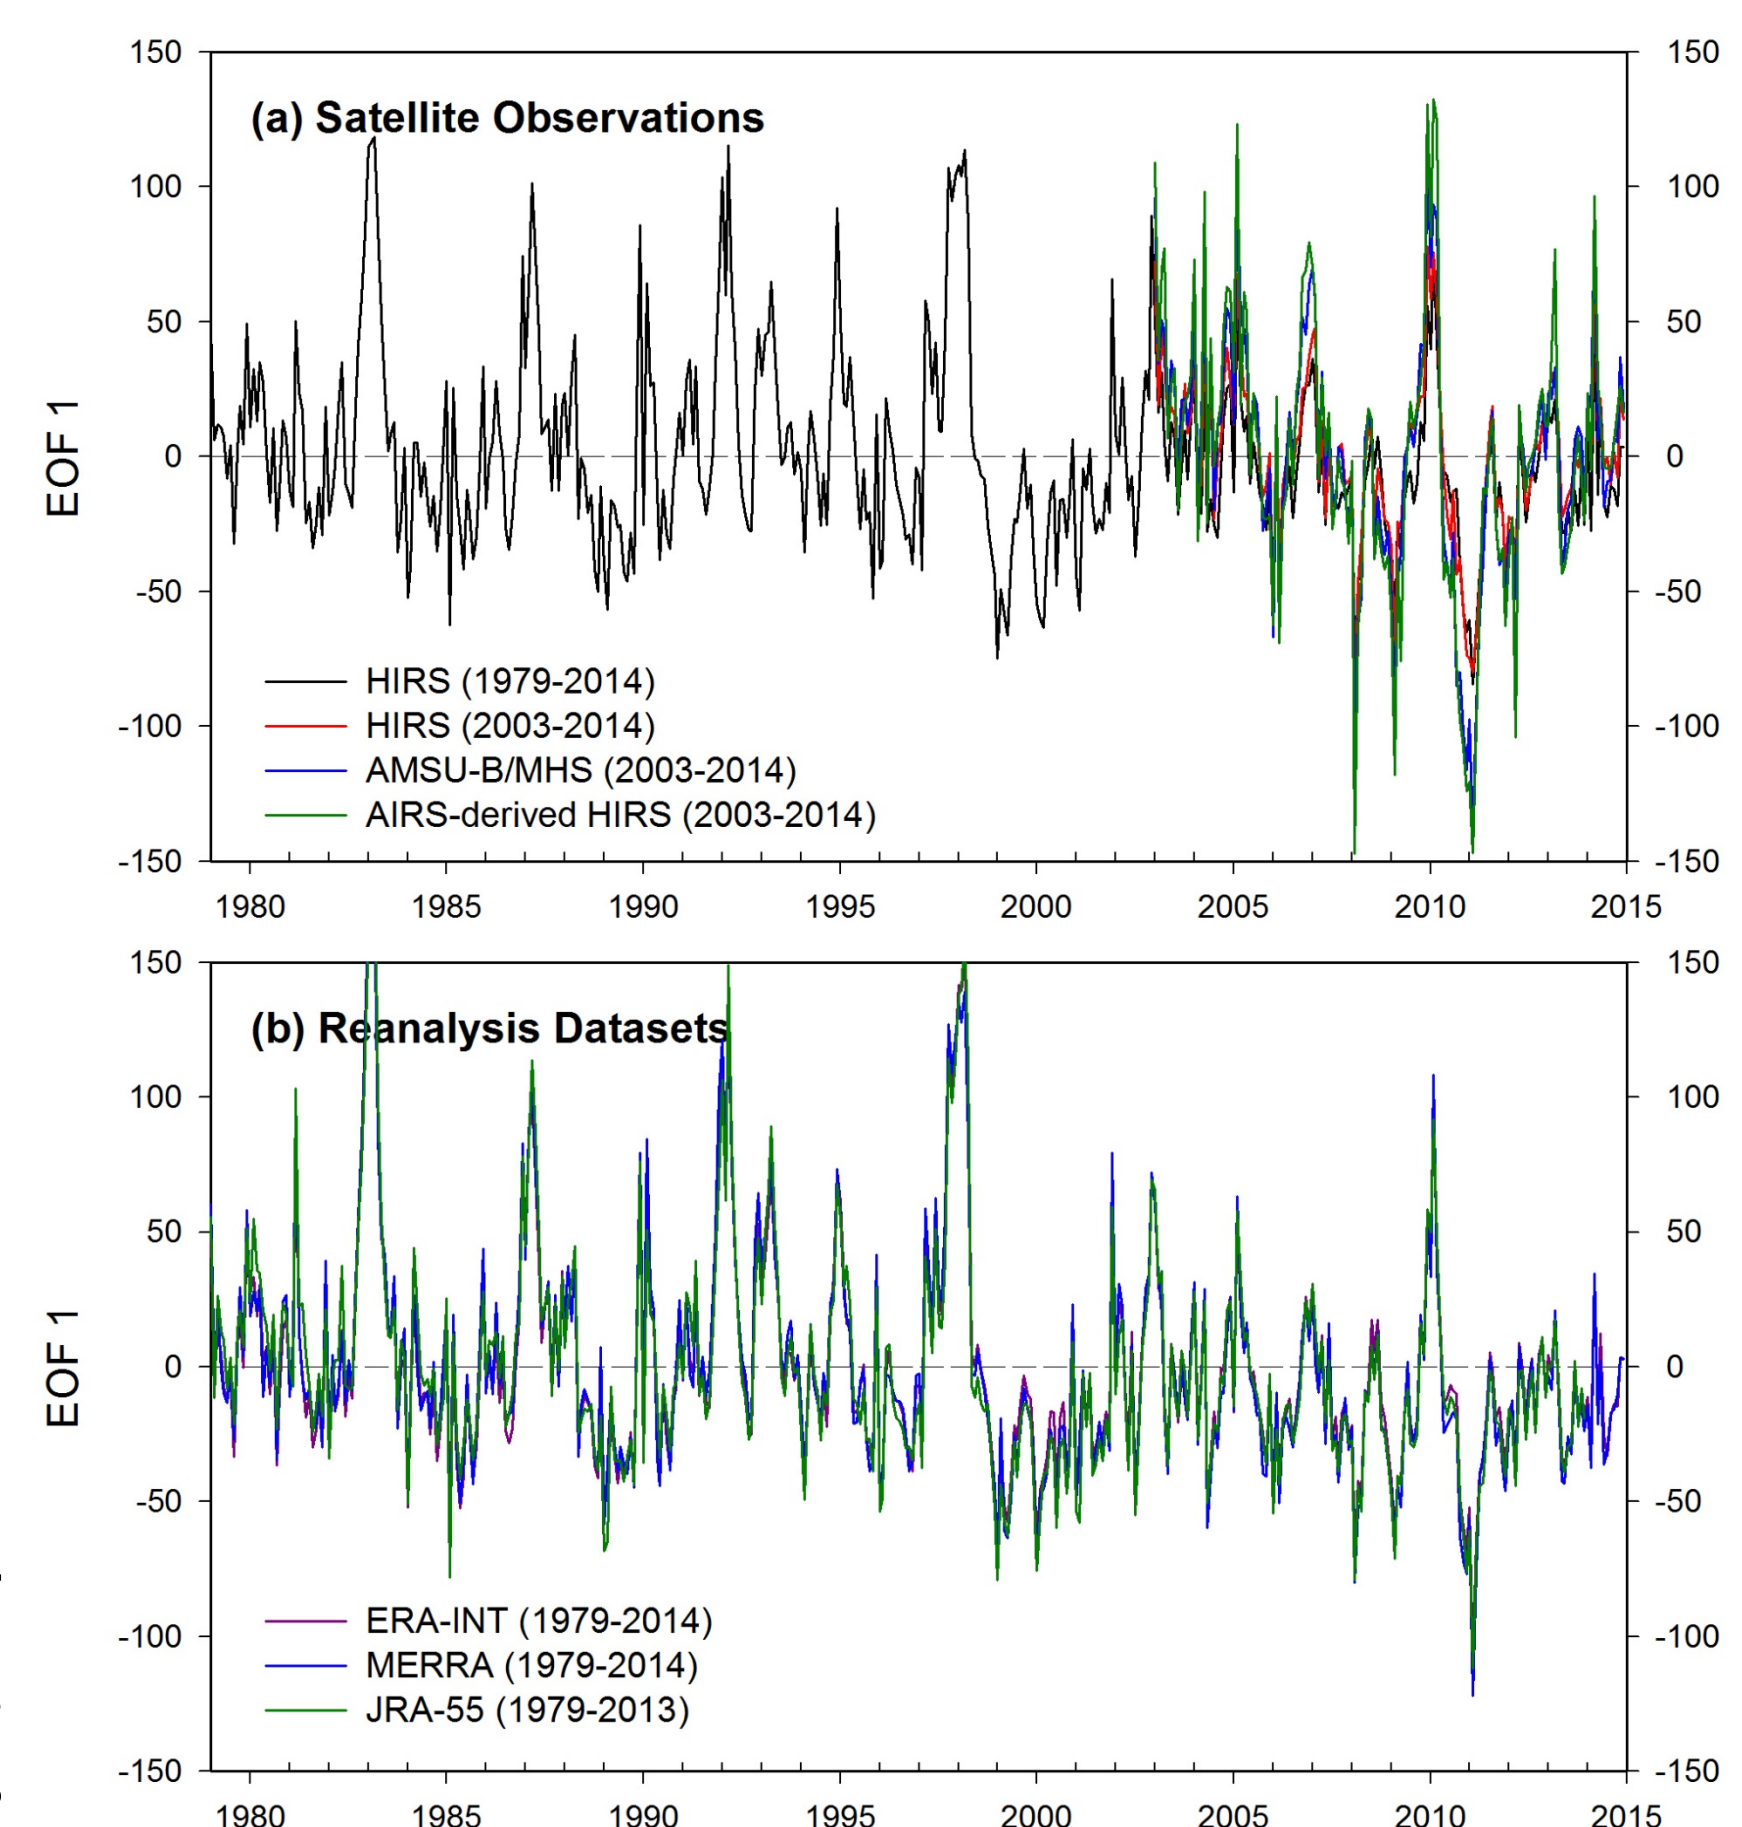 (a) Satellite Observations
150 150
100 100
50 50
0 0
-50 -50
-100 -100
-150 -150
EOF 1
HIRS (1979-2014)
HIRS (2003-2014)
AMSU-B/MHS (2003-2014)
AIRS-derived HIRS (2003-2014)
1980 1985 1990 1995 2000 2005 2010 2015
(b) Reanalysis Datasets
150 150
100 100
50 50
0 0
-50 -50
-100 -100
-150 -150
EOF 1
ERA-INT (1979-2014)
MERRA (1979-2014)
JRA-55 (1979-2013)
1980 1985 1990 1995 2000 2005 2010 2015